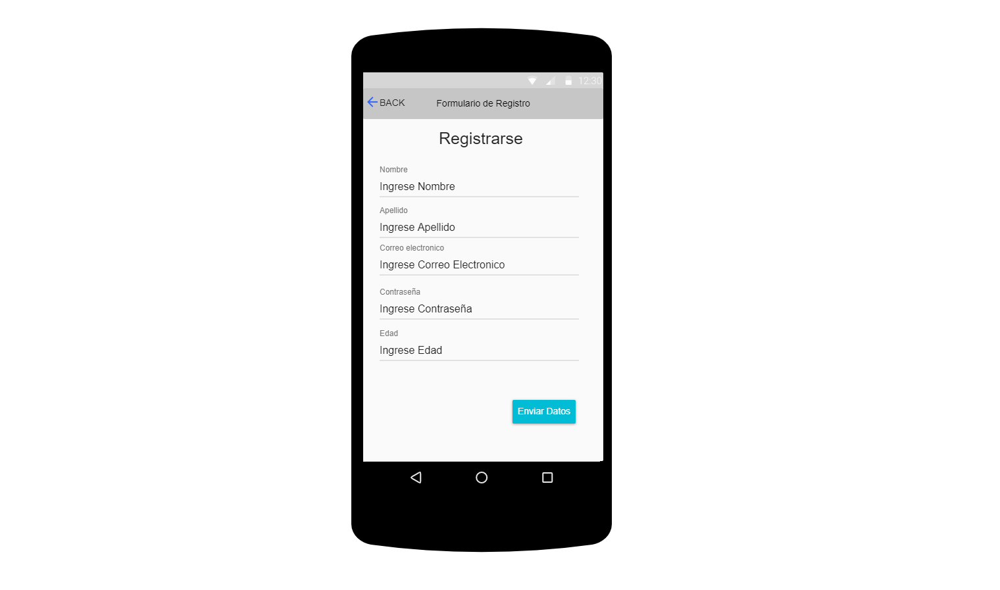 12:30
BACK Formulario de Registro
Registrarse
Nombre
Ingrese Nombre
Apellido
Ingrese Apellido
Correo electronico
Ingrese Correo Electronico
Contraseña
Ingrese Contraseña
Edad
Ingrese Edad
Enviar Datos